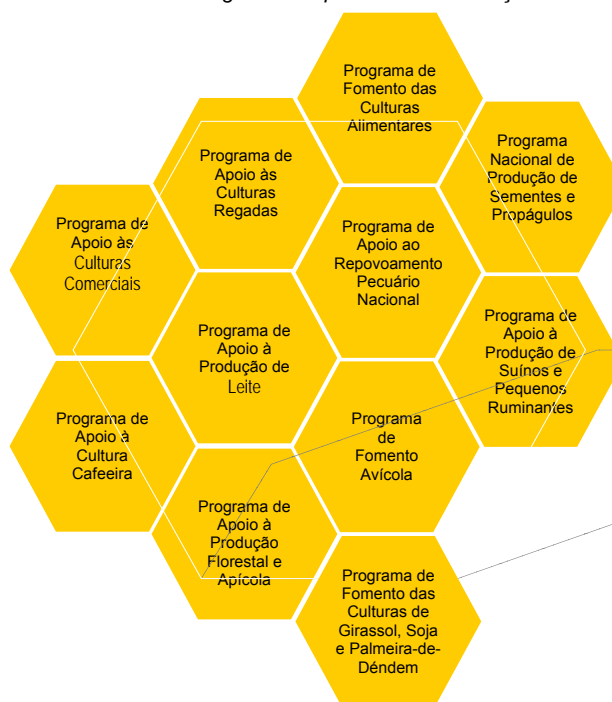 Programa de
Fomento das
Culturas
Alimentares
Programa
Nacional de
Produção de
Sementes e
Propágulos
Programa de
Apoio às
Culturas
Regadas
Programa de
Apoio às
Culturas
Comerciais
Programa de
Apoio ao
Repovoamento
Pecuário
Nacional
Programa de
Apoio à
Produção de
Suínos e
Pequenos
Ruminantes
Programa de
Apoio à
Produção de
Leite
Programa de
Apoio à
Cultura
Cafeeira
Programa
de
Fomento
Avícola
Programa de
Apoio à
Produção
Florestal e
Apícola
Programa de
Fomento das
Culturas de
Girassol, Soja
e Palmeira-de-
Déndem